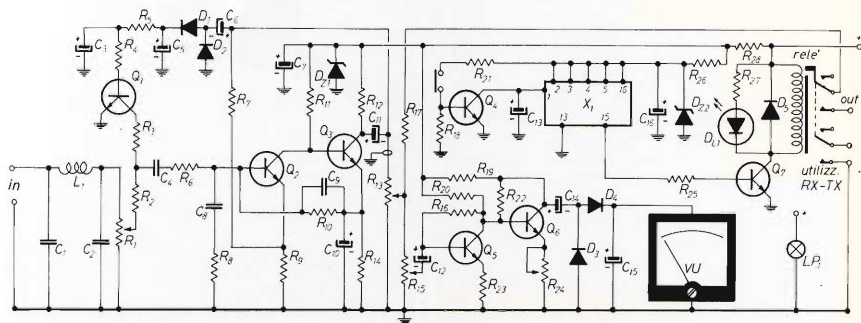 R5 D1 C6
C3 R4 C5 D2
Q1
R7
C7 DZ1
R11 R12
C11
Q3
R17
R21
R18 Q4
C13
1 2 3 4 5 16
X1
13 15
C16
R26
DZ2
R28
R27
DL1
D5
relè
out
utilizz.
RX-TX
in
L1
C1 C2
R3
R2
R1
C4 R6
C8
R8
Q2
R9
C9
R10
C10
R14
R13
R15
R19
R20
R16
R22
C12
Q5
R23
Q6
C14 D4
R24
D3
C15
VU
R25
Q7
LP1